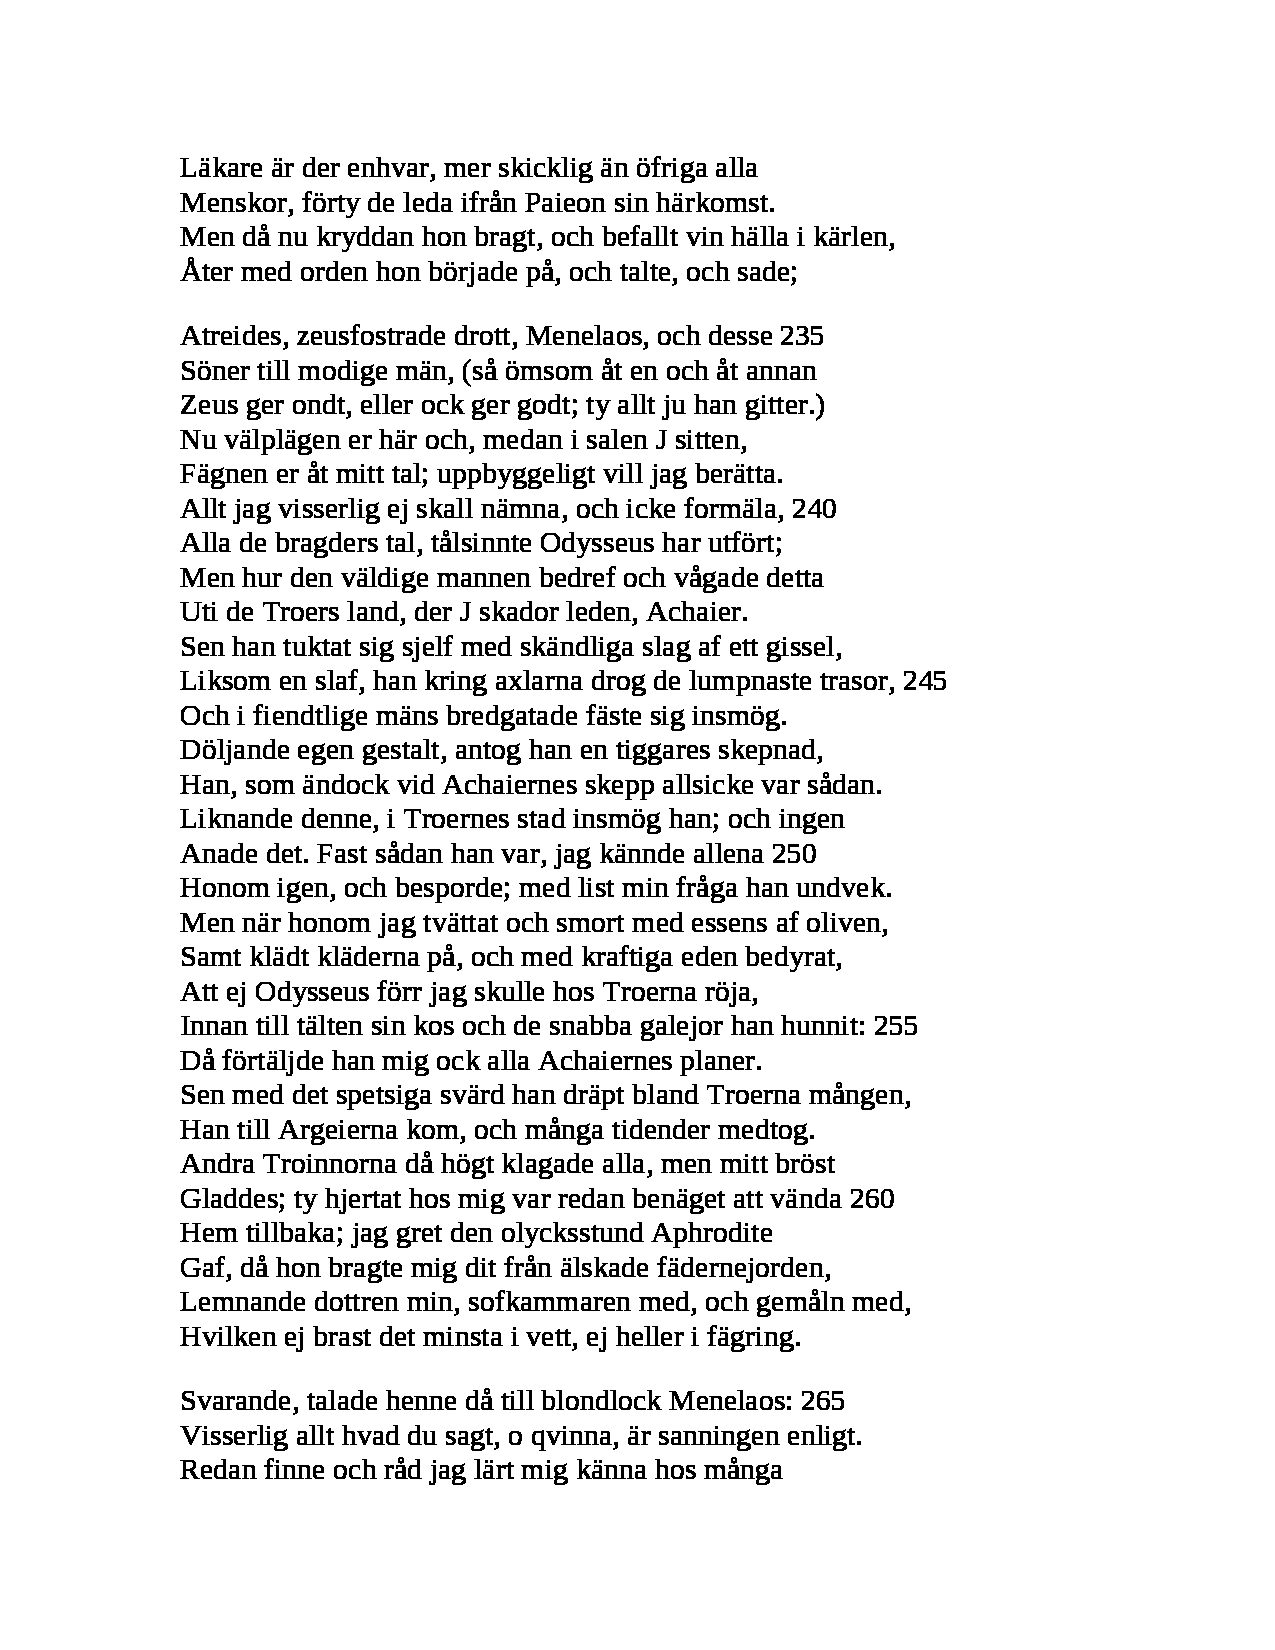 Läkare är der enhvar, mer skicklig än öfriga alla
Menskor, förty de leda ifrån Paieon sin härkomst.
Men då nu kryddan hon bragt, och befallt vin hälla i kärlen,
Åter med orden hon började på, och talte, och sade;

Atreides, zeusfostrade drott, Menelaos, och desse 235
Söner till modige män, (så ömsom åt en och åt annan
Zeus ger ondt, eller ock ger godt; ty allt ju han gitter.)
Nu välplägen er här och, medan i salen J sitten,
Fägnen er åt mitt tal; uppbyggeligt vill jag berätta.
Allt jag visserlig ej skall nämna, och icke formäla, 240
Alla de bragders tal, tålsinnte Odysseus har utfört;
Men hur den väldige mannen bedref och vågade detta
Uti de Troers land, der J skador leden, Achaier.
Sen han tuktat sig sjelf med skändliga slag af ett gissel,
Liksom en slaf, han kring axlarna drog de lumpnaste trasor, 245
Och i fiendtlige mäns bredgatade fäste sig insmög.
Döljande egen gestalt, antog han en tiggares skepnad,
Han, som ändock vid Achaiernes skepp allsicke var sådan.
Liknande denne, i Troernes stad insmög han; och ingen
Anade det. Fast sådan han var, jag kännde allena 250
Honom igen, och besporde; med list min fråga han undvek.
Men när honom jag tvättat och smort med essens af oliven,
Samt klädt kläderna på, och med kraftiga eden bedyrat,
Att ej Odysseus förr jag skulle hos Troerna röja,
Innan till tälten sin kos och de snabba galejor han hunnit: 255
Då förtäljde han mig ock alla Achaiernes planer.
Sen med det spetsiga svärd han dräpt bland Troerna mången,
Han till Argeierna kom, och många tidender medtog.
Andra Troinnorna då högt klagade alla, men mitt bröst
Gladdes; ty hjertat hos mig var redan benäget att vända 260
Hem tillbaka; jag gret den olycksstund Aphrodite
Gaf, då hon bragte mig dit från älskade fädernejorden,
Lemnande dottren min, sofkammaren med, och gemåln med,
Hvilken ej brast det minsta i vett, ej heller i fägring.

Svarande, talade henne då till blondlock Menelaos: 265
Visserlig allt hvad du sagt, o qvinna, är sanningen enligt.
Redan finne och råd jag lärt mig känna hos många